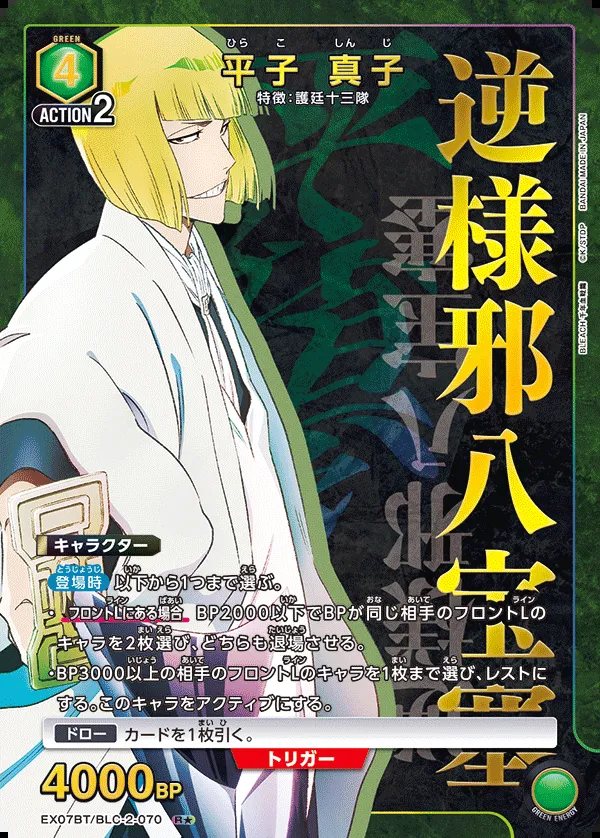 GREEN
4
ACTION2
ひらこ しんじ
平子 真子
特徴：護廷十三隊
逆様邪八宝塞
BANDAI MADE IN JAPAN
©K/STDP
BLEACH 千年血戦篇
キャラクター
登場時 以下から1つまで選ぶ。
・フロントLにある場合 BP2000以下でBPが同じ相手のフロントLの
キャラを2枚選び、どちらも退場させる。
・BP3000以上の相手のフロントLのキャラを1枚まで選び、レストに
する。このキャラをアクティブにする。
ドロー カードを1枚引く。
トリガー
4000BP
GREEN ENERGY
EX07BT/BLC-2-070 R★